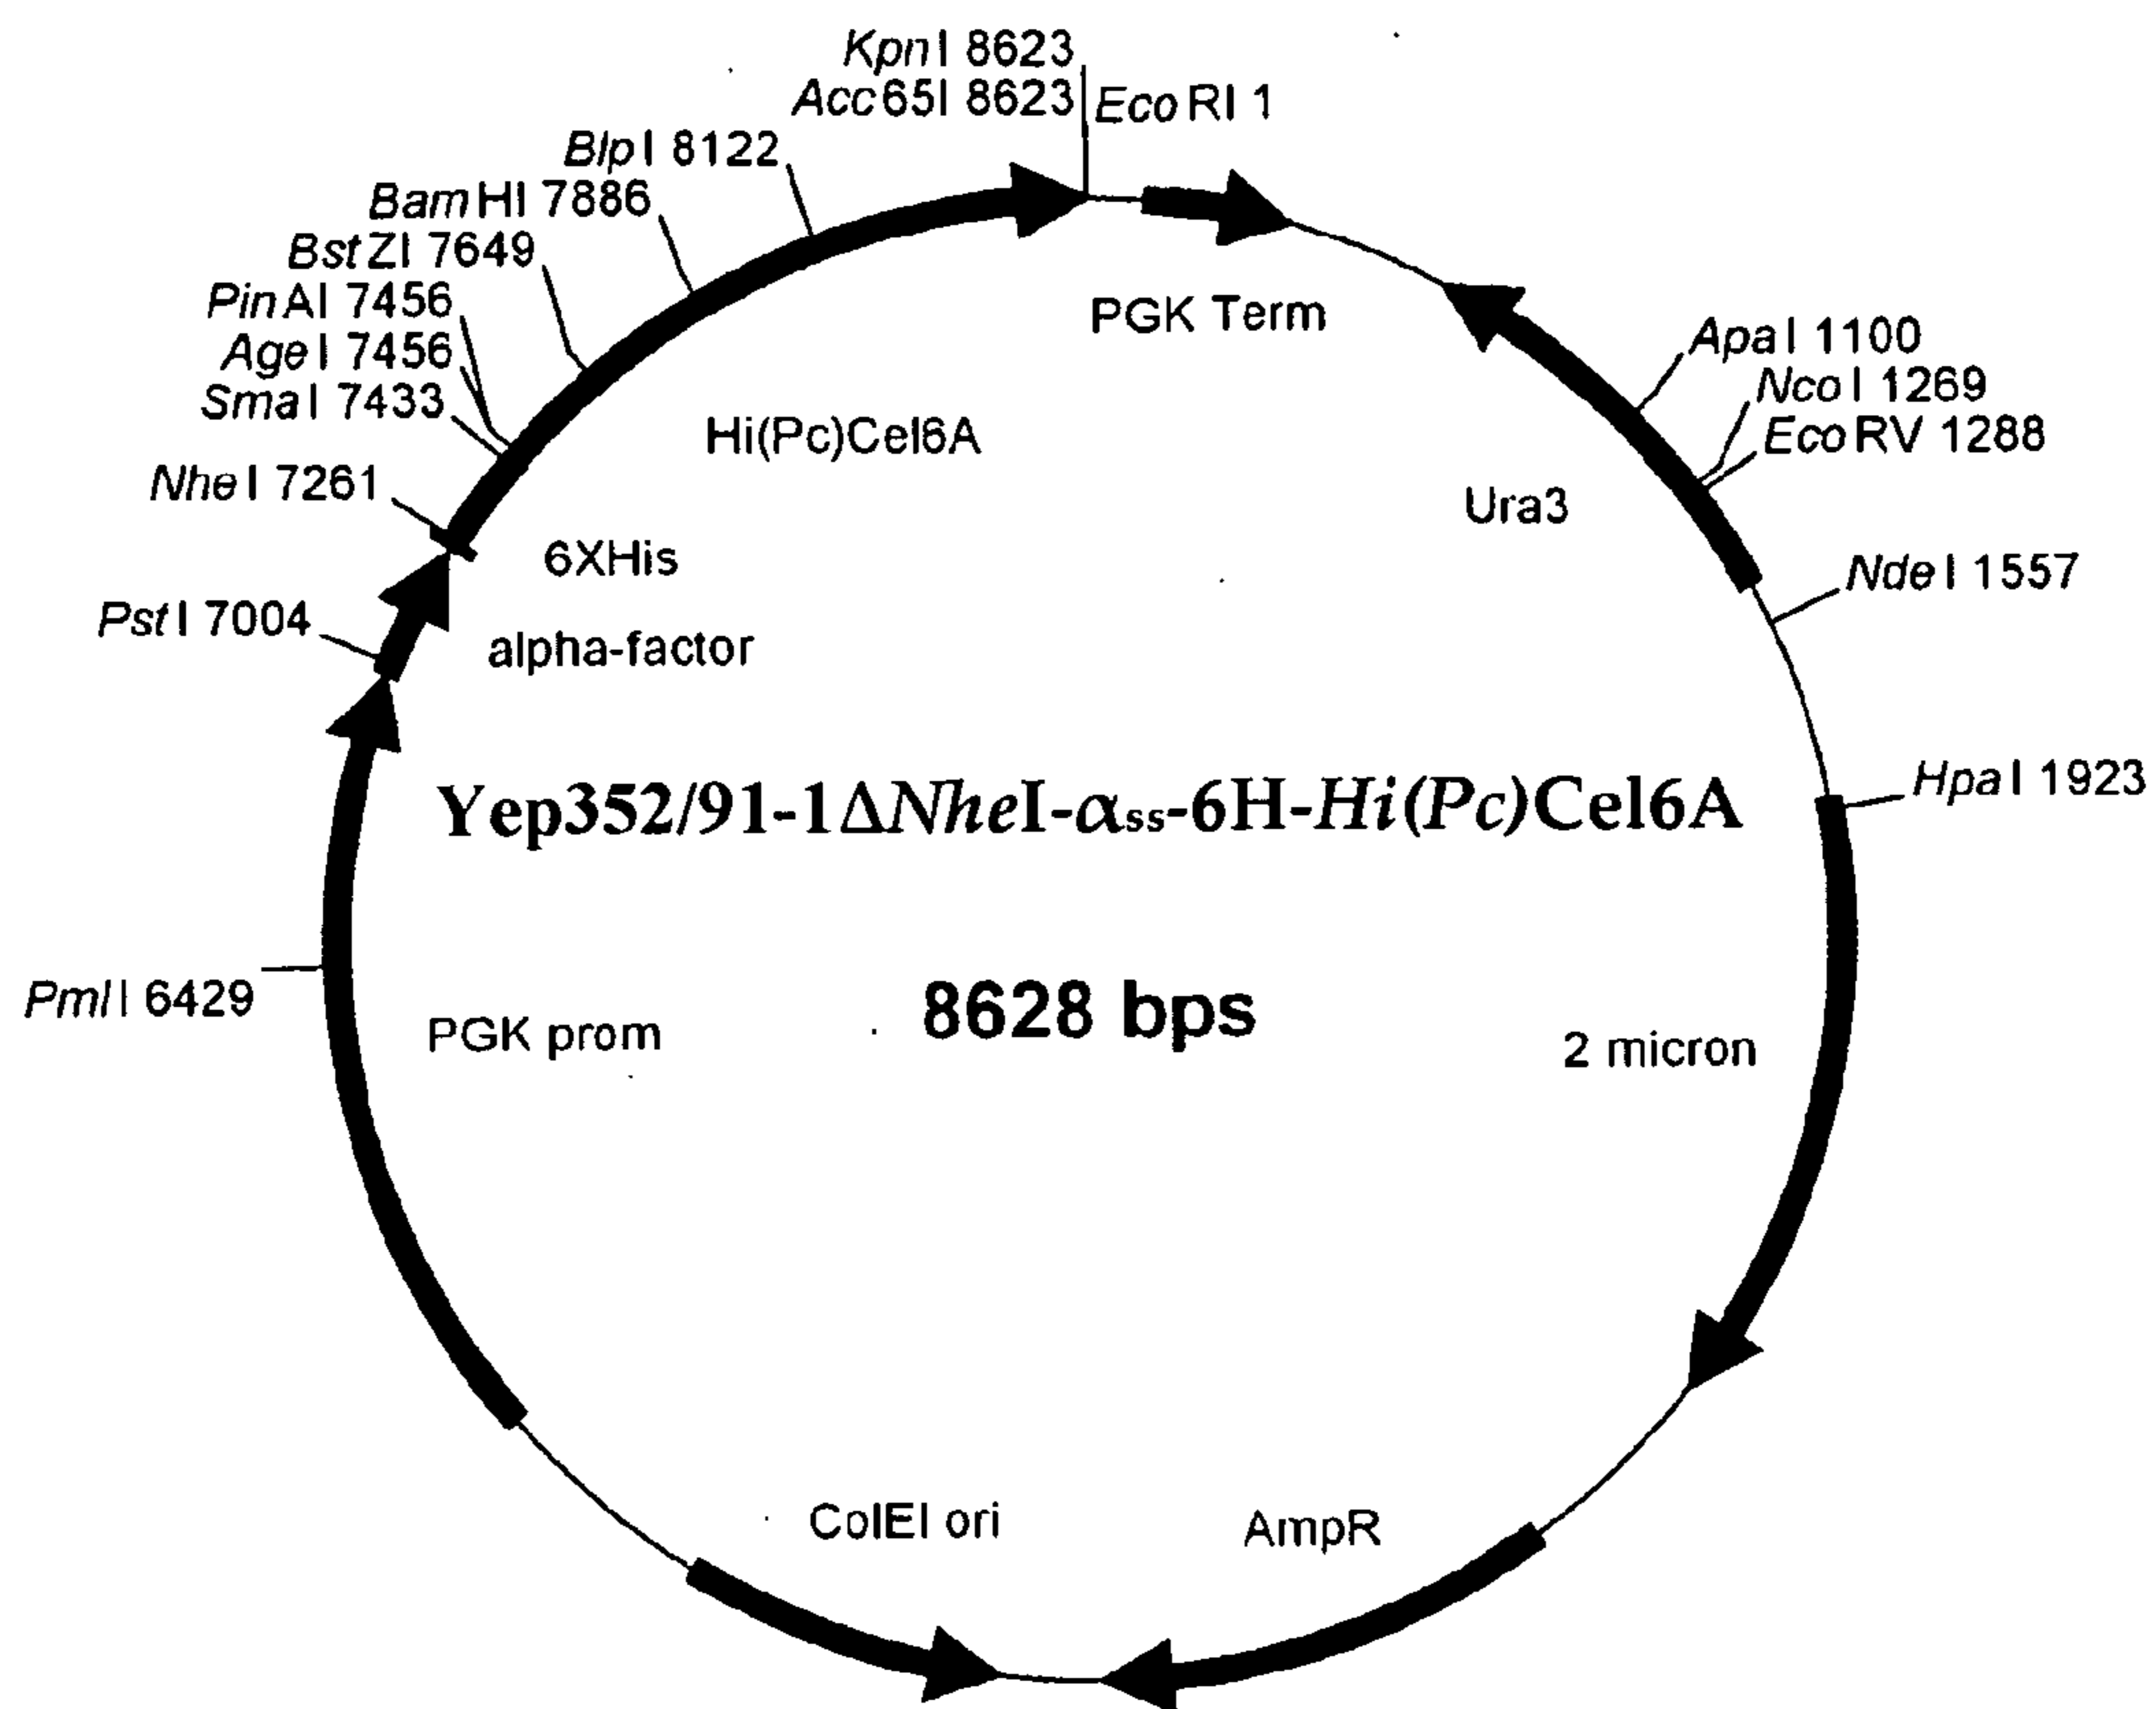 KpnI 8623
Acc65I 8623
EcoRI 1
BlpI 8122
BamHI 7886
BstZI 7649
PinAI 7456
AgeI 7456
SmaI 7433
NheI 7261
PstI 7004
PmlI 6429
PGK Term
ApaI 1100
NcoI 1269
EcoRV 1288
Hi(Pc)Cel6A
Ura3
6XHis
NdeI 1557
alpha-factor
HpaI 1923
Yep352/91-1ΔNheI-αss-6H-Hi(Pc)Cel6A
8628 bps
PGK prom
2 micron
ColEI ori
AmpR